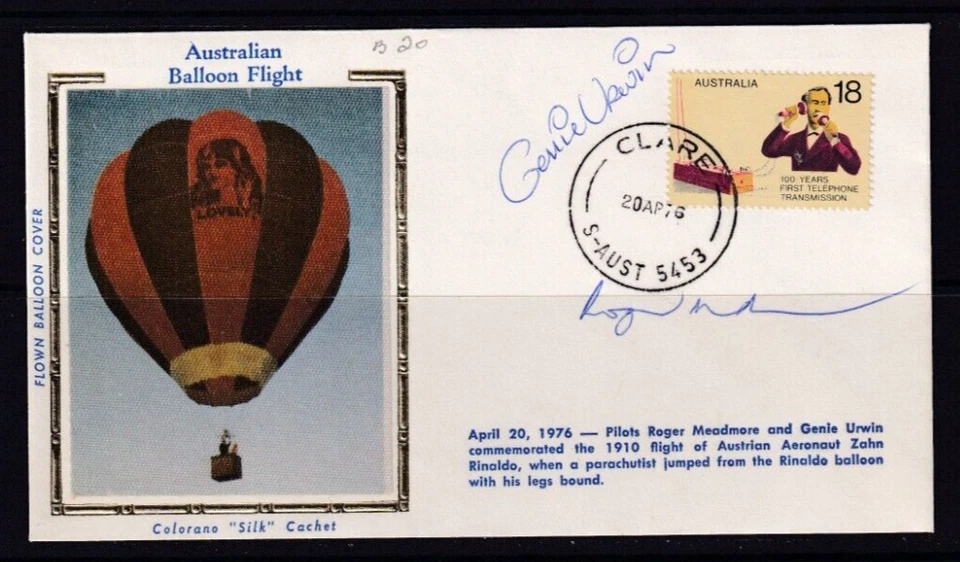 Australian
Balloon Flight
B 20
Genie Urwin
AUSTRALIA 18
100 YEARS
FIRST TELEPHONE
TRANSMISSION
CLARE
20AP76
S-AUST 5453
LOVELY
FLOWN BALLOON COVER
Roger
April 20, 1976 — Pilots Roger Meadmore and Genie Urwin
commemorated the 1910 flight of Austrian Aeronaut Zahn
Rinaldo, when a parachutist jumped from the Rinaldo balloon
with his legs bound.
Colorano "Silk" Cachet